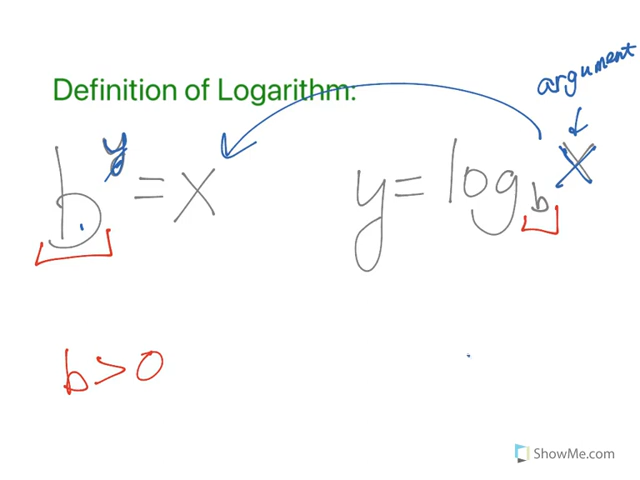 argument
Definition of Logarithm:
b^y = x
y = log_b x
b > 0
ShowMe.com